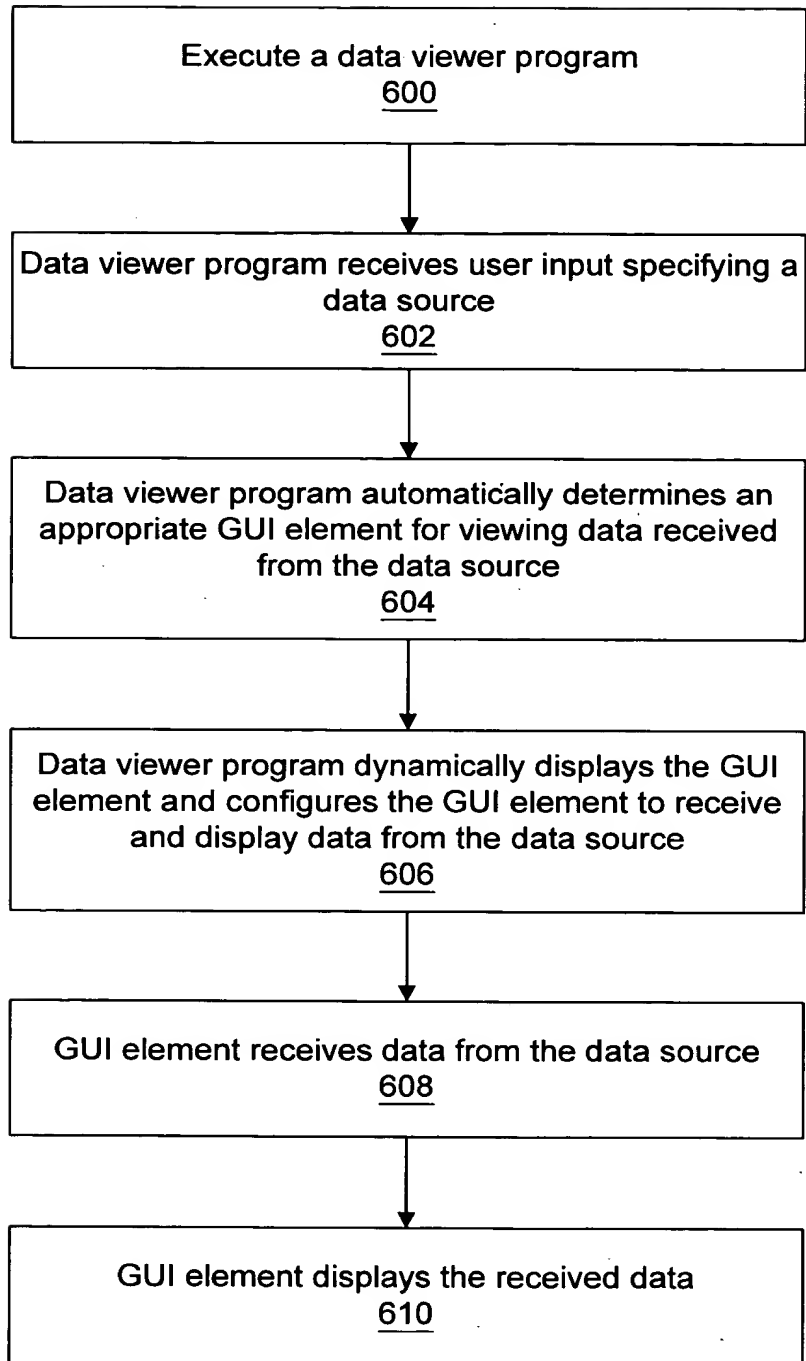 Execute a data viewer program
600
Data viewer program receives user input specifying a
data source
602
Data viewer program automatically determines an
appropriate GUI element for viewing data received
from the data source
604
Data viewer program dynamically displays the GUI
element and configures the GUI element to receive
and display data from the data source
606
GUI element receives data from the data source
608
GUI element displays the received data
610